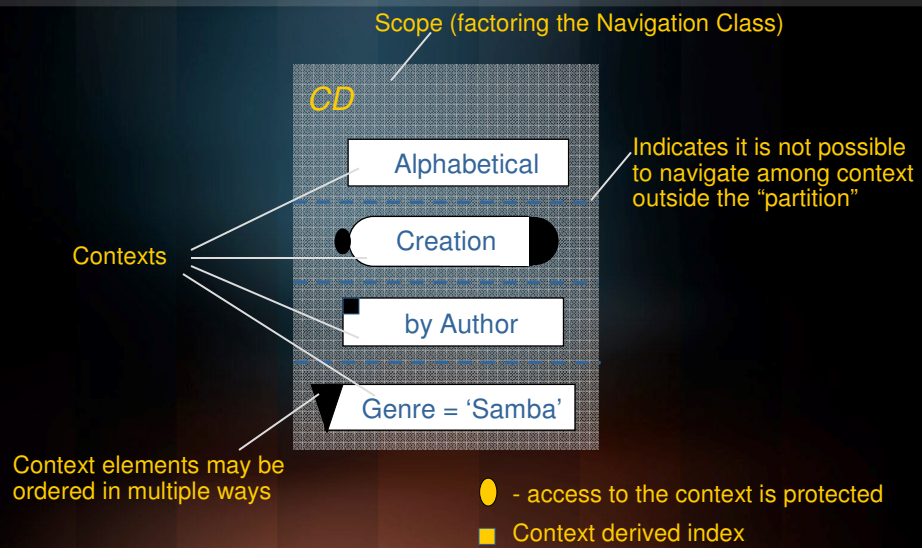 Scope (factoring the Navigation Class)
CD
Alphabetical
Indicates it is not possible
to navigate among context
outside the “partition”
Creation
Contexts
by Author
Genre = ‘Samba’
Context elements may be
ordered in multiple ways
- access to the context is protected
Context derived index